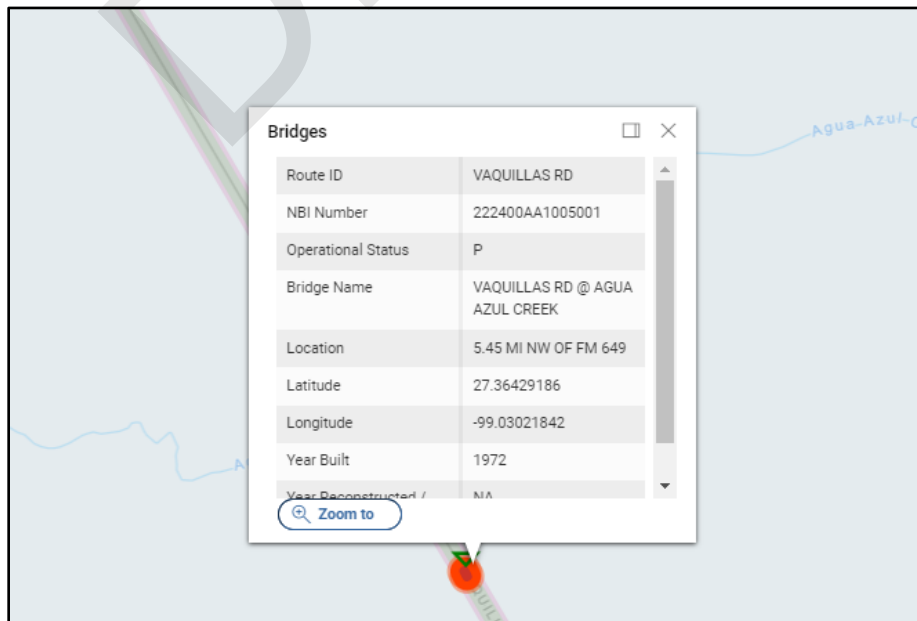 Agua Azul C
Bridges
Route ID VAQUILLAS RD
NBI Number 222400AA1005001
Operational Status P
Bridge Name VAQUILLAS RD @ AGUA
AZUL CREEK
Location 5.45 MI NW OF FM 649
Latitude 27.36429186
Longitude -99.03021842
Year Built 1972
Year Reconstructed / NA
Zoom to